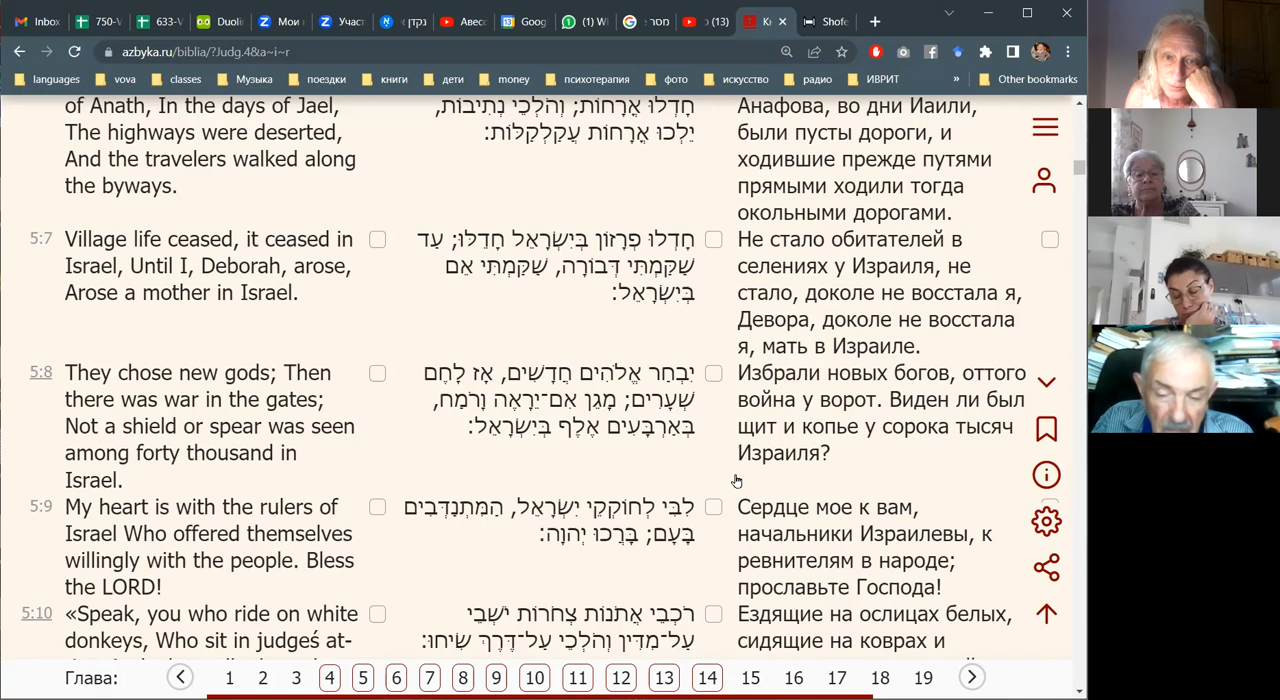 Inbox
750-V
633-V
Duolin
Мои
Участ
נקדן א
Авесс
Goog
(1) W
מסר
(13)
Кн
Shofe
azbyka.ru/biblia/?Judg.4&a~i~r
languages
vova
classes
Музыка
поездки
книги
дети
money
психотерапия
фото
искусство
радио
ИВРИТ
»
Other bookmarks
of Anath, In the days of Jael,
The highways were deserted,
And the travelers walked along
the byways.
חָדְלוּ אֳרָחוֹת; וְהֹלְכֵי נְתִיבוֹת,
יֵלְכוּ אֳרָחוֹת עֲקַלְקַלּוֹת׃
Анафова, во дни Иаили,
были пусты дороги, и
ходившие прежде путями
прямыми ходили тогда
окольными дорогами.
5:7
Village life ceased, it ceased in
Israel, Until I, Deborah, arose,
Arose a mother in Israel.
חָדְלוּ פְרָזוֹן בְּיִשְׂרָאֵל חָדֵלּוּ; עַד
שַׁקַּמְתִּי דְּבוֹרָה, שַׁקַּמְתִּי אֵם
בְּיִשְׂרָאֵל׃
Не стало обитателей в
селениях у Израиля, не
стало, доколе не восстала я,
Девора, доколе не восстала
я, мать в Израиле.
5:8
They chose new gods; Then
there was war in the gates;
Not a shield or spear was seen
among forty thousand in
Israel.
יִבְחַר אֱלֹהִים חֲדָשִׁים, אָז לָחֶם
שְׁעָרִים; מָגֵן אִם־יֵרָאֶה וָרֹמַח,
בְּאַרְבָּעִים אֶלֶף בְּיִשְׂרָאֵל׃
Избрали новых богов, оттого
война у ворот. Виден ли был
щит и копье у сорока тысяч
Израиля?
5:9
My heart is with the rulers of
Israel Who offered themselves
willingly with the people. Bless
the LORD!
לִבִּי לְחוֹקְקֵי יִשְׂרָאֵל, הַמִּתְנַדְּבִים
בָּעָם; בָּרֲכוּ יְהוָה׃
Сердце мое к вам,
начальники Израилевы, к
ревнителям в народе;
прославьте Господа!
5:10
«Speak, you who ride on white
donkeys, Who sit in judgeś at-
רֹכְבֵי אֲתֹנוֹת צְחֹרוֹת יֹשְׁבֵי
עַל־מִדִּין וְהֹלְכֵי עַל־דֶּרֶךְ שִׂיחוּ׃
Ездящие на ослицах белых,
сидящие на коврах и
Глава:
1 2 3 4 5 6 7 8 9 10 11 12 13 14 15 16 17 18 19